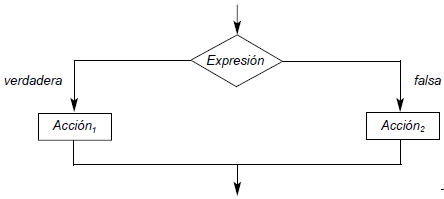 Expresión
verdadera
falsa
Acción₁
Acción₂